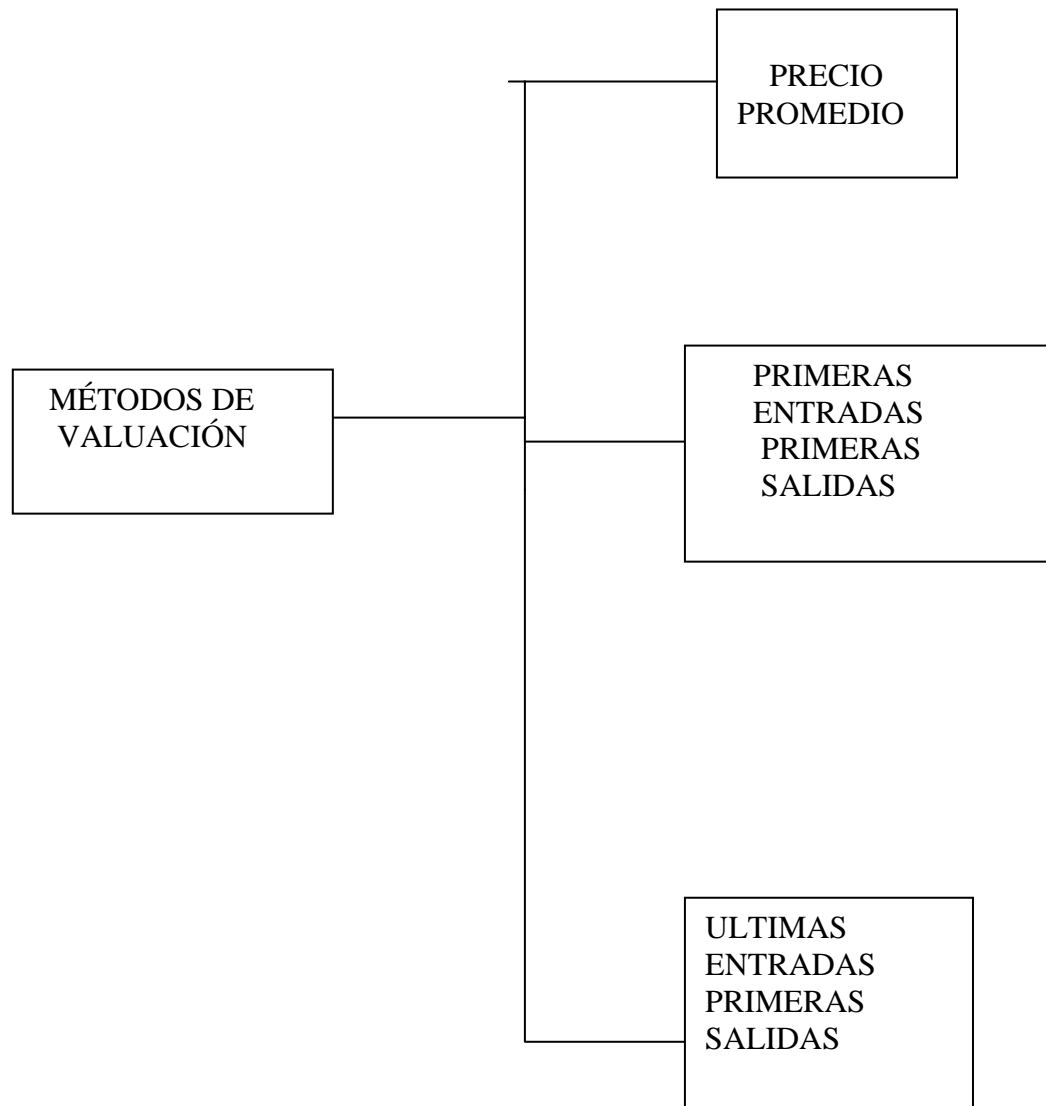 PRECIO
PROMEDIO
MÉTODOS DE
VALUACIÓN
PRIMERAS
ENTRADAS
PRIMERAS
SALIDAS
ULTIMAS
ENTRADAS
PRIMERAS
SALIDAS